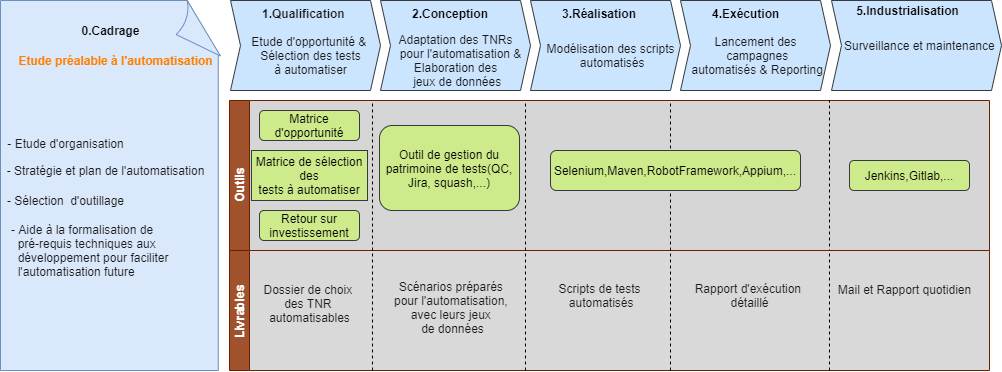 0.Cadrage
Etude préalable à l'automatisation
- Etude d'organisation
- Stratégie et plan de l'automatisation
- Sélection d'outillage
- Aide à la formalisation de
pré-requis techniques aux
développement pour faciliter
l'automatisation future
1.Qualification
Etude d'opportunité &
Sélection des tests
à automatiser
2.Conception
Adaptation des TNRs
pour l'automatisation &
Elaboration des
jeux de données
3.Réalisation
Modélisation des scripts
automatisés
4.Exécution
Lancement des
campagnes
automatisés & Reporting
5.Industrialisation
Surveillance et maintenance
Outils
Matrice
d'opportunité
Matrice de sélection
des
tests à automatiser
Retour sur
investissement
Outil de gestion du
patrimoine de tests(QC,
Jira, squash,...)
Selenium,Maven,RobotFramework,Appium,...
Jenkins,Gitlab,...
Livrables
Dossier de choix
des TNR
automatisables
Scénarios préparés
pour l'automatisation,
avec leurs jeux
de données
Scripts de tests
automatisés
Rapport d'exécution
détaillé
Mail et Rapport quotidien